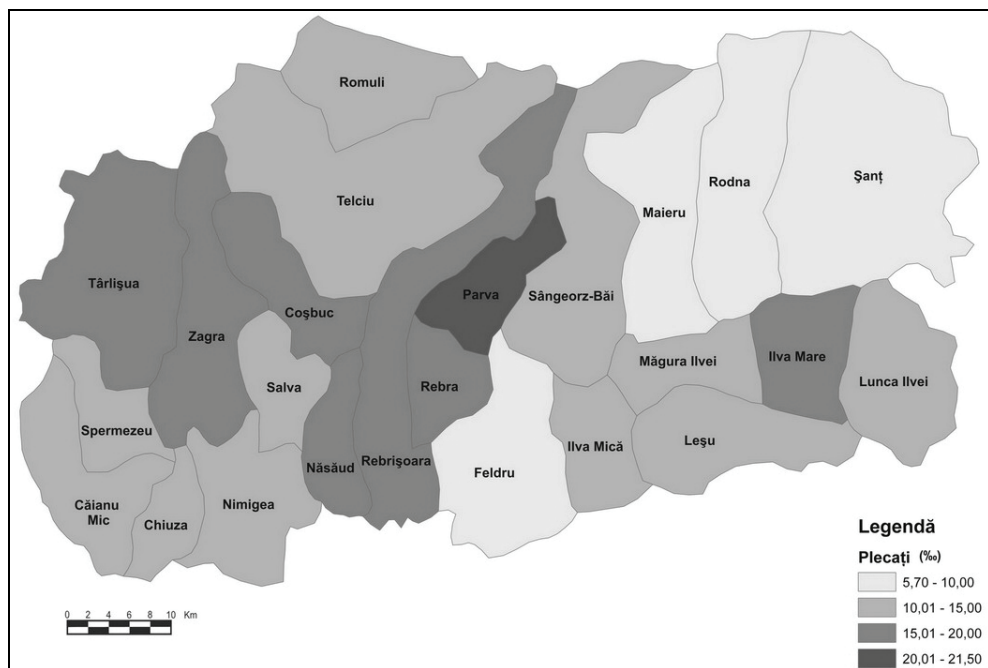 Romuli
Telciu
Maieru
Rodna
Şanț
Târlişua
Zagra
Coşbuc
Parva
Sângeorz-Băi
Salva
Rebra
Măgura Ilvei
Ilva Mare
Lunca Ilvei
Spermezeu
Năsăud
Rebrişoara
Feldru
Ilva Mică
Leşu
Căianu
Mic
Chiuza
Nimigea
Legendă
Plecați (‰)
5,70 - 10,00
10,01 - 15,00
15,01 - 20,00
20,01 - 21,50
0 2 4 6 8 10 Km